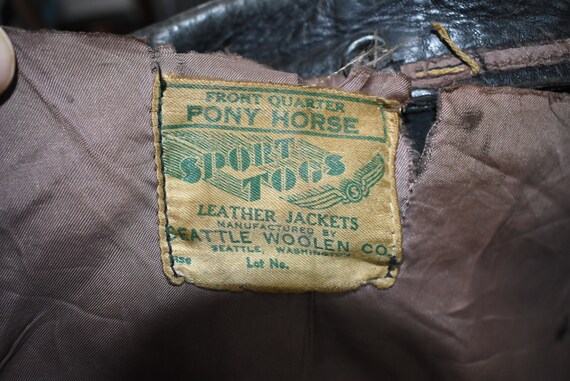 FRONT QUARTER
PONY HORSE
SPORT
TOGS
S
LEATHER JACKETS
MANUFACTURED BY
SEATTLE WOOLEN CO.
SEATTLE, WASHINGTON
Lot No.